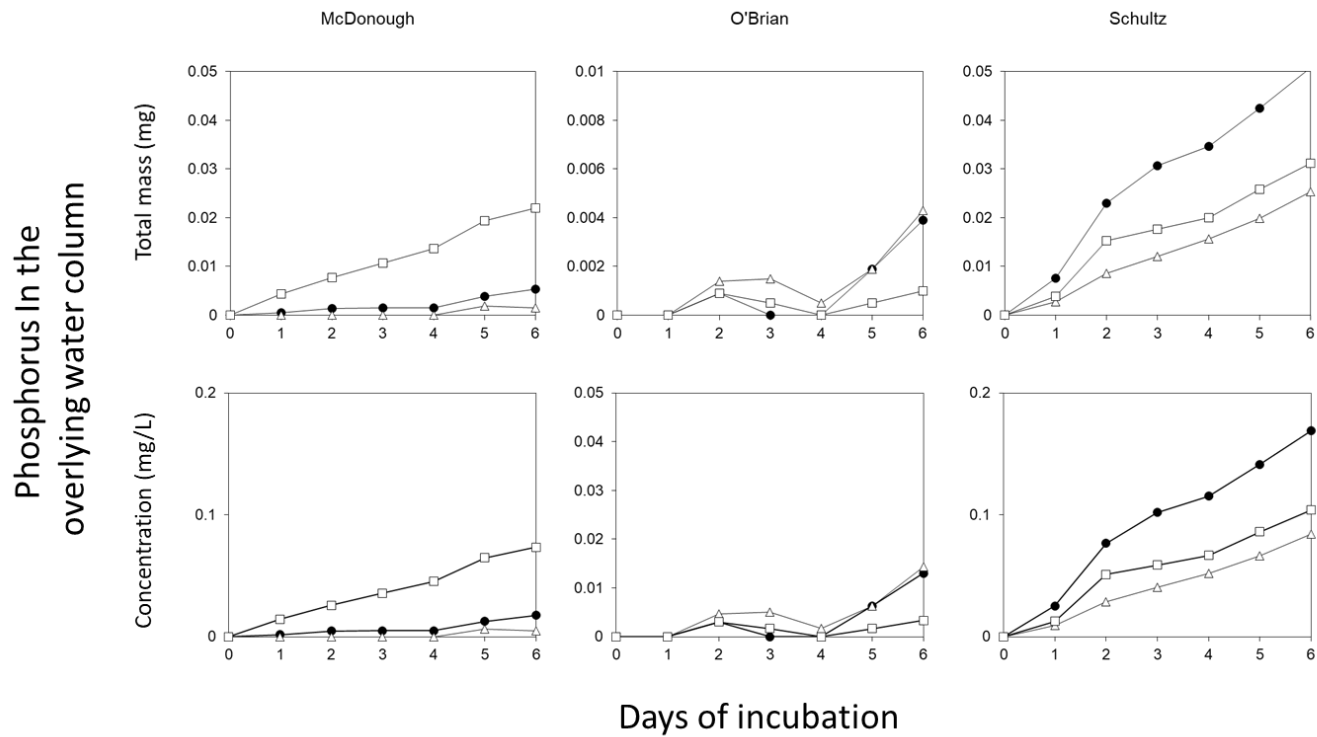 McDonough
O'Brian
Schultz
Phosphorus In the
overlying water column
Total mass (mg)
0.05
0.04
0.03
0.02
0.01
0
0 1 2 3 4 5 6
0.01
0.008
0.006
0.004
0.002
0
0 1 2 3 4 5 6
0.05
0.04
0.03
0.02
0.01
0
0 1 2 3 4 5 6
Concentration (mg/L)
0.2
0.1
0
0 1 2 3 4 5 6
0.05
0.04
0.03
0.02
0.01
0
0 1 2 3 4 5 6
0.2
0.1
0
0 1 2 3 4 5 6
Days of incubation